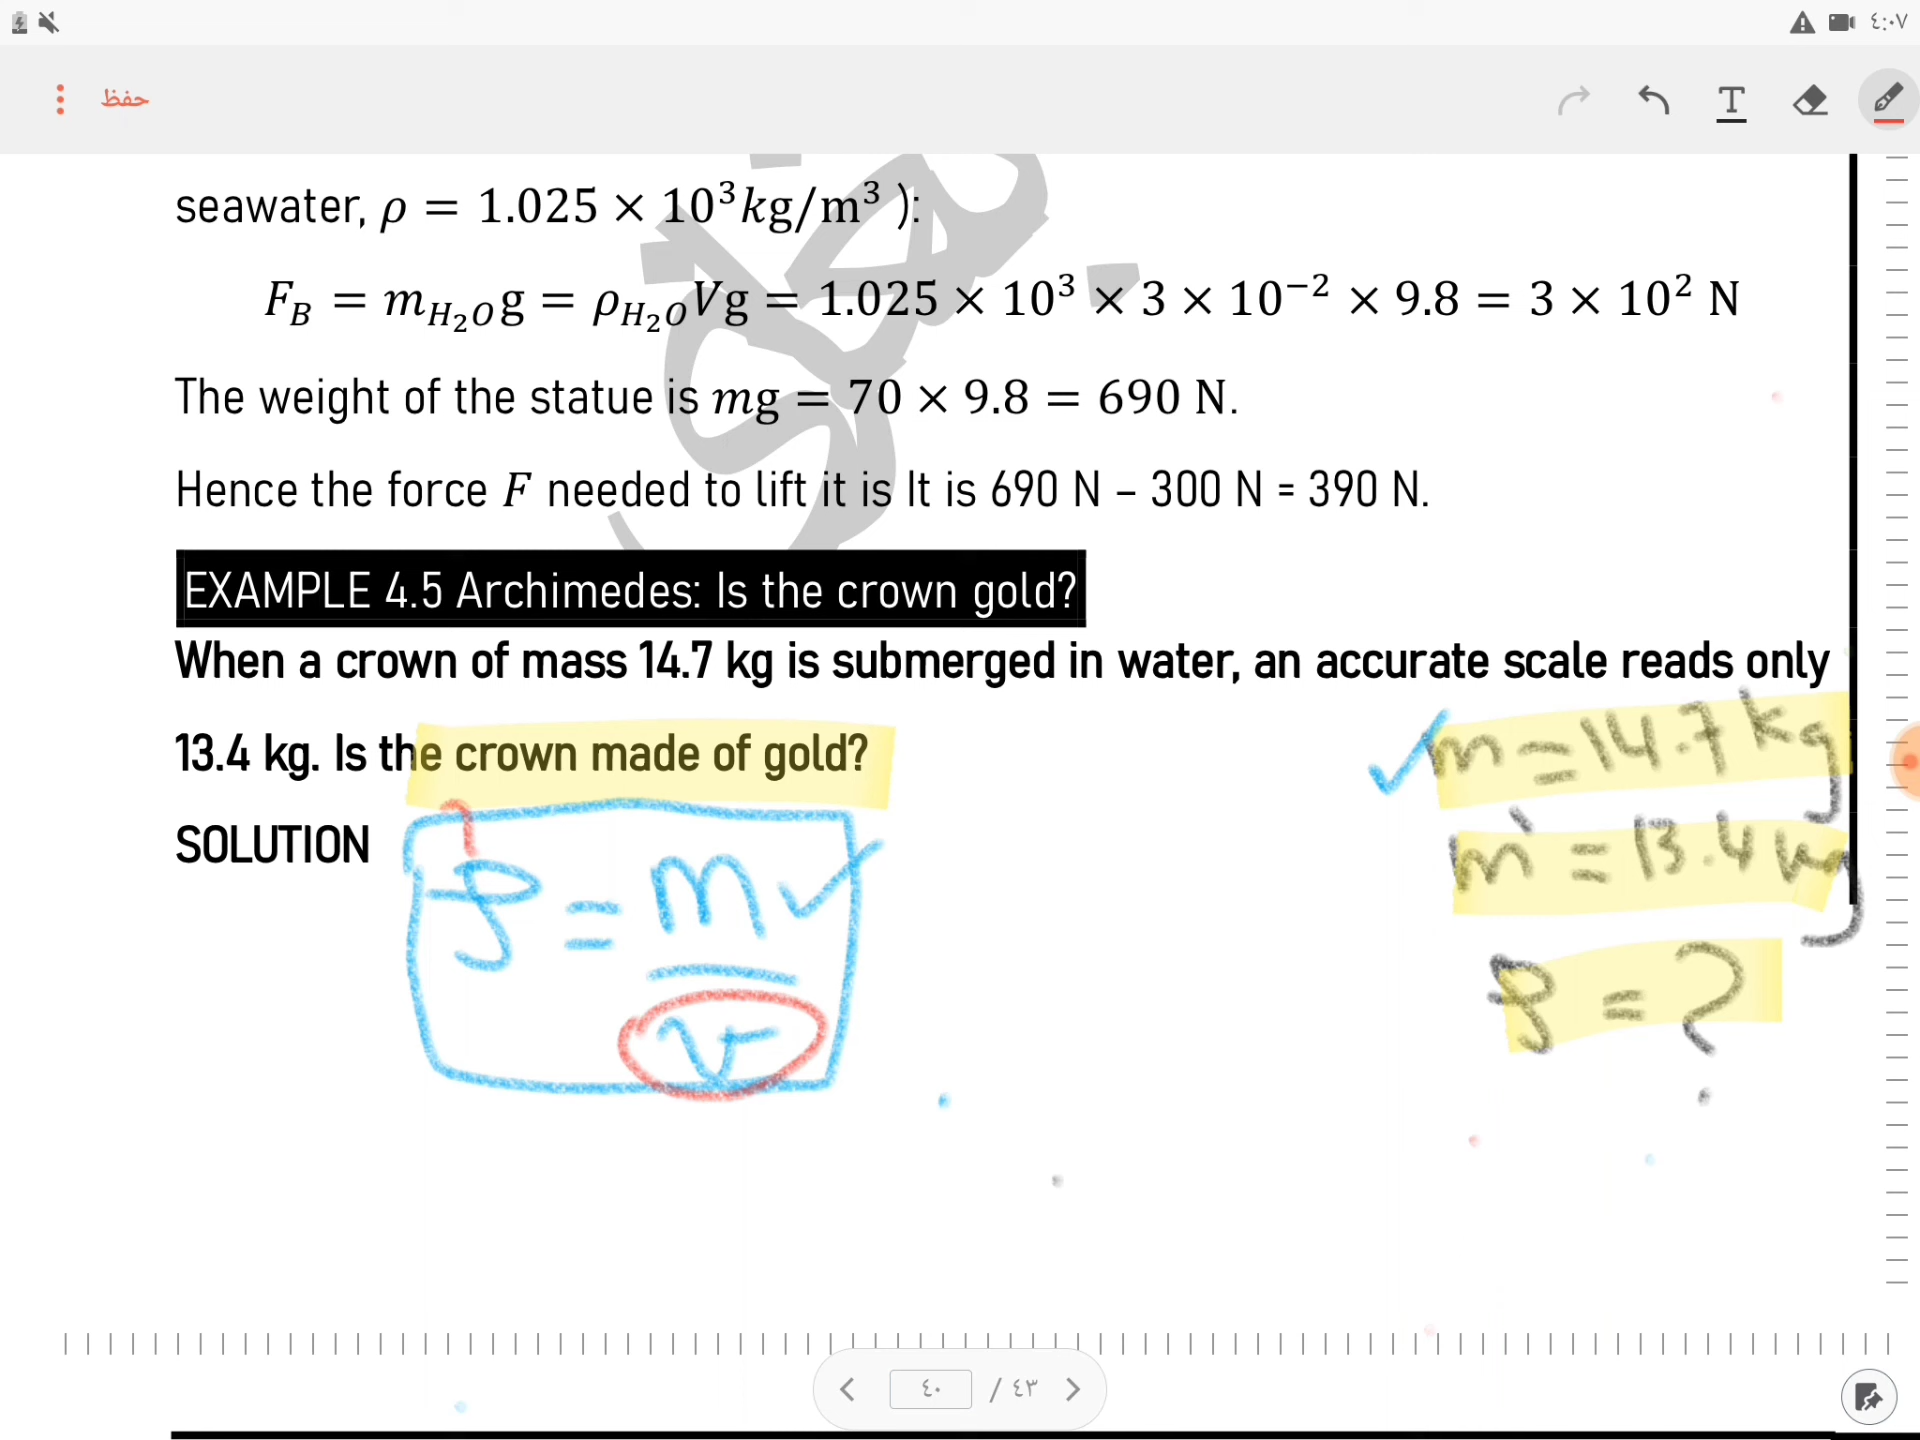 ٤:٠٧
حفظ
seawater, ρ = 1.025 × 10³kg/m³ ):
F_B = m_{H₂O}g = ρ_{H₂O}Vg = 1.025 × 10³ × 3 × 10⁻² × 9.8 = 3 × 10² N
The weight of the statue is mg = 70 × 9.8 = 690 N.
Hence the force F needed to lift it is It is 690 N – 300 N = 390 N.
EXAMPLE 4.5 Archimedes: Is the crown gold?
When a crown of mass 14.7 kg is submerged in water, an accurate scale reads only
13.4 kg. Is the crown made of gold?
m = 14.7 kg
m` = 13.4 kg
ρ = ?
SOLUTION
ρ = m / v
٤٠ / ٤٣